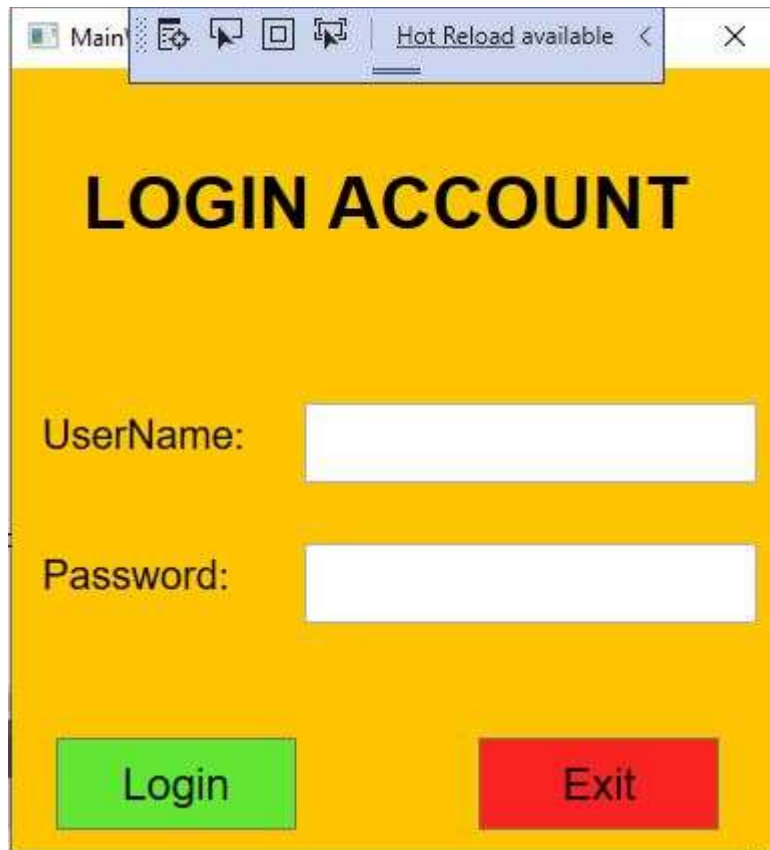 Main
Hot Reload available
LOGIN ACCOUNT
UserName:
Password:
Login Exit